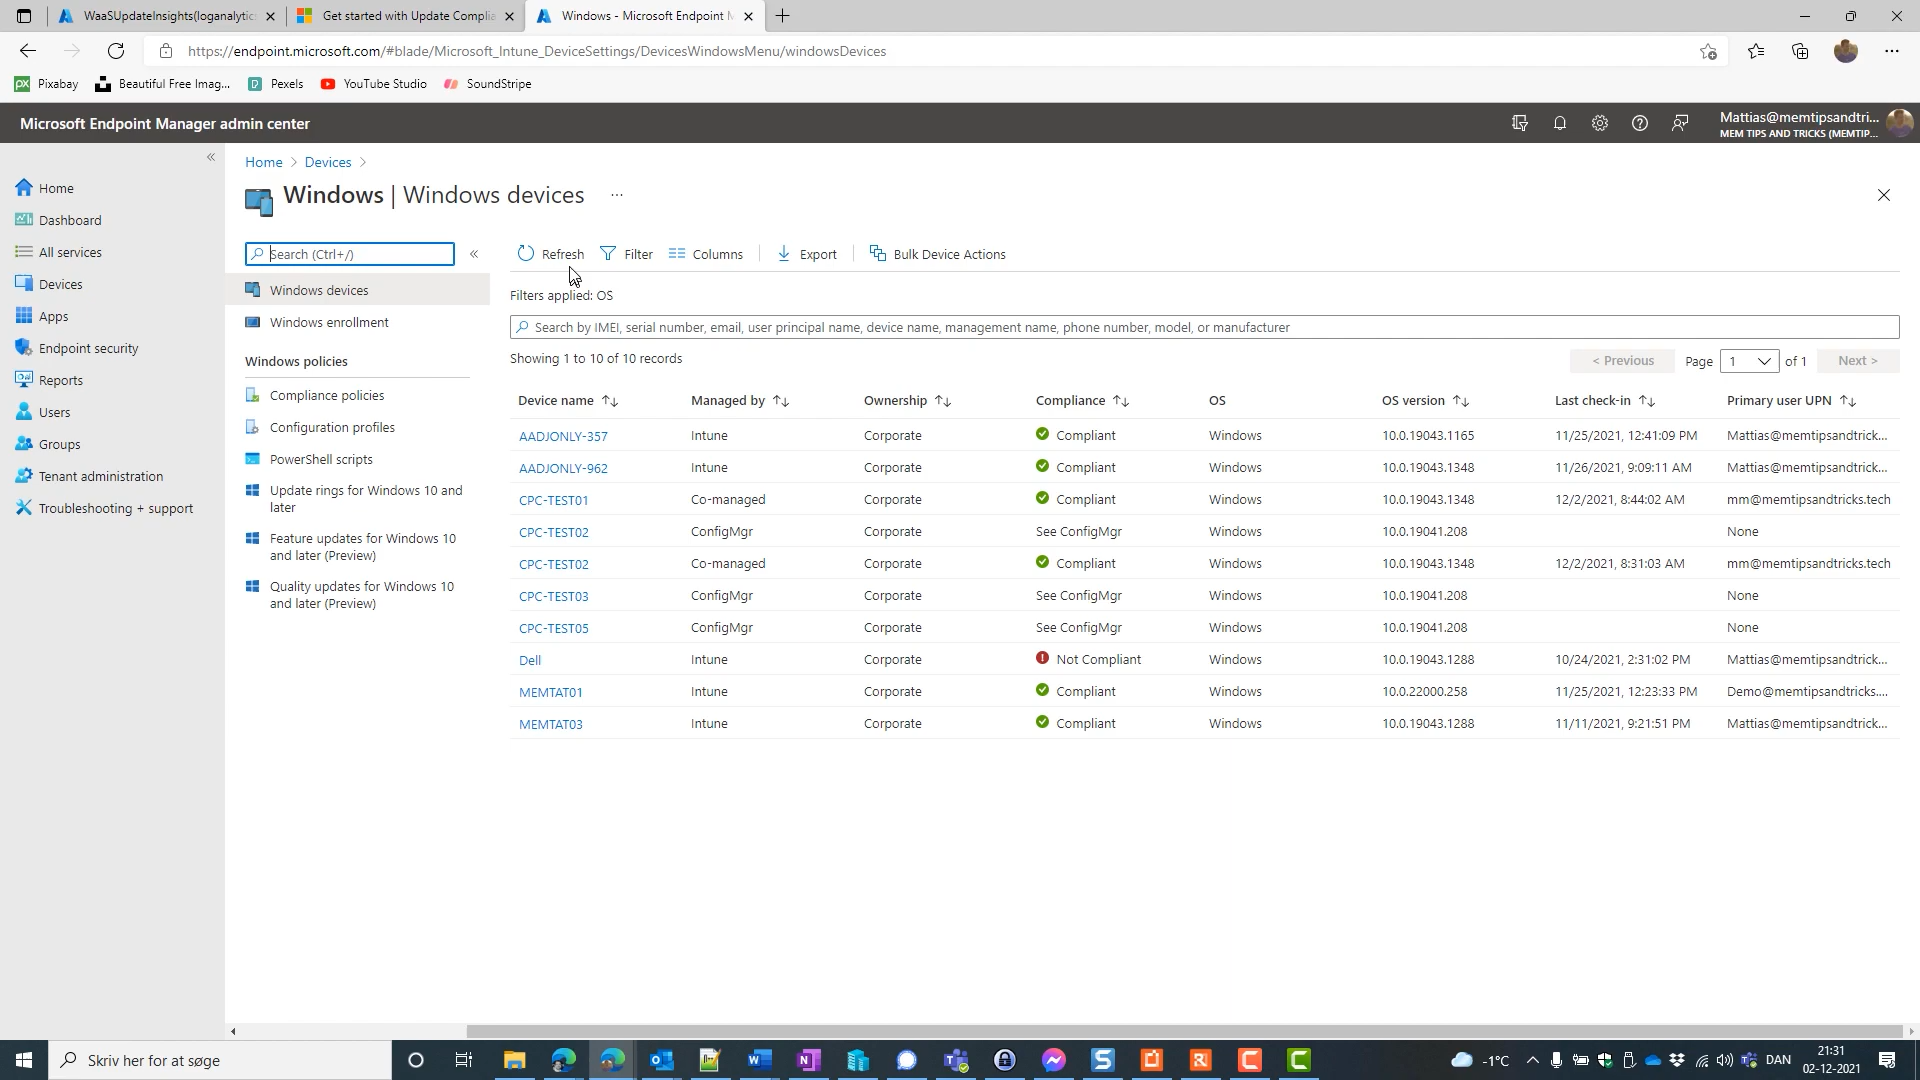 WaaSUpdateInsights(loganalytics
Get started with Update Complia
Windows - Microsoft Endpoint M
https://endpoint.microsoft.com/#blade/Microsoft_Intune_DeviceSettings/DevicesWindowsMenu/windowsDevices
Pixabay
Beautiful Free Imag...
Pexels
YouTube Studio
SoundStripe
Microsoft Endpoint Manager admin center
Mattias@memtipsandtri...
MEM TIPS AND TRICKS (MEMTIP...
Home
Dashboard
All services
Devices
Apps
Endpoint security
Reports
Users
Groups
Tenant administration
Troubleshooting + support
Home > Devices >
Windows | Windows devices ...
Search (Ctrl+/)
Windows devices
Windows enrollment
Windows policies
Compliance policies
Configuration profiles
PowerShell scripts
Update rings for Windows 10 and
later
Feature updates for Windows 10
and later (Preview)
Quality updates for Windows 10
and later (Preview)
Refresh Filter Columns Export Bulk Device Actions
Filters applied: OS
Search by IMEI, serial number, email, user principal name, device name, management name, phone number, model, or manufacturer
Showing 1 to 10 of 10 records
< Previous Page 1 of 1 Next >
Device name Managed by Ownership Compliance OS OS version Last check-in Primary user UPN
AADJONLY-357 Intune Corporate Compliant Windows 10.0.19043.1165 11/25/2021, 12:41:09 PM Mattias@memtipsandtrick...
AADJONLY-962 Intune Corporate Compliant Windows 10.0.19043.1348 11/26/2021, 9:09:11 AM Mattias@memtipsandtrick...
CPC-TEST01 Co-managed Corporate Compliant Windows 10.0.19043.1348 12/2/2021, 8:44:02 AM mm@memtipsandtricks.tech
CPC-TEST02 ConfigMgr Corporate See ConfigMgr Windows 10.0.19041.208 None
CPC-TEST02 Co-managed Corporate Compliant Windows 10.0.19043.1348 12/2/2021, 8:31:03 AM mm@memtipsandtricks.tech
CPC-TEST03 ConfigMgr Corporate See ConfigMgr Windows 10.0.19041.208 None
CPC-TEST05 ConfigMgr Corporate See ConfigMgr Windows 10.0.19041.208 None
Dell Intune Corporate Not Compliant Windows 10.0.19043.1288 10/24/2021, 2:31:02 PM Mattias@memtipsandtrick...
MEMTAT01 Intune Corporate Compliant Windows 10.0.22000.258 11/25/2021, 12:23:33 PM Demo@memtipsandtricks....
MEMTAT03 Intune Corporate Compliant Windows 10.0.19043.1288 11/11/2021, 9:21:51 PM Mattias@memtipsandtrick...
Skriv her for at søge
-1°C
DAN
21:31
02-12-2021